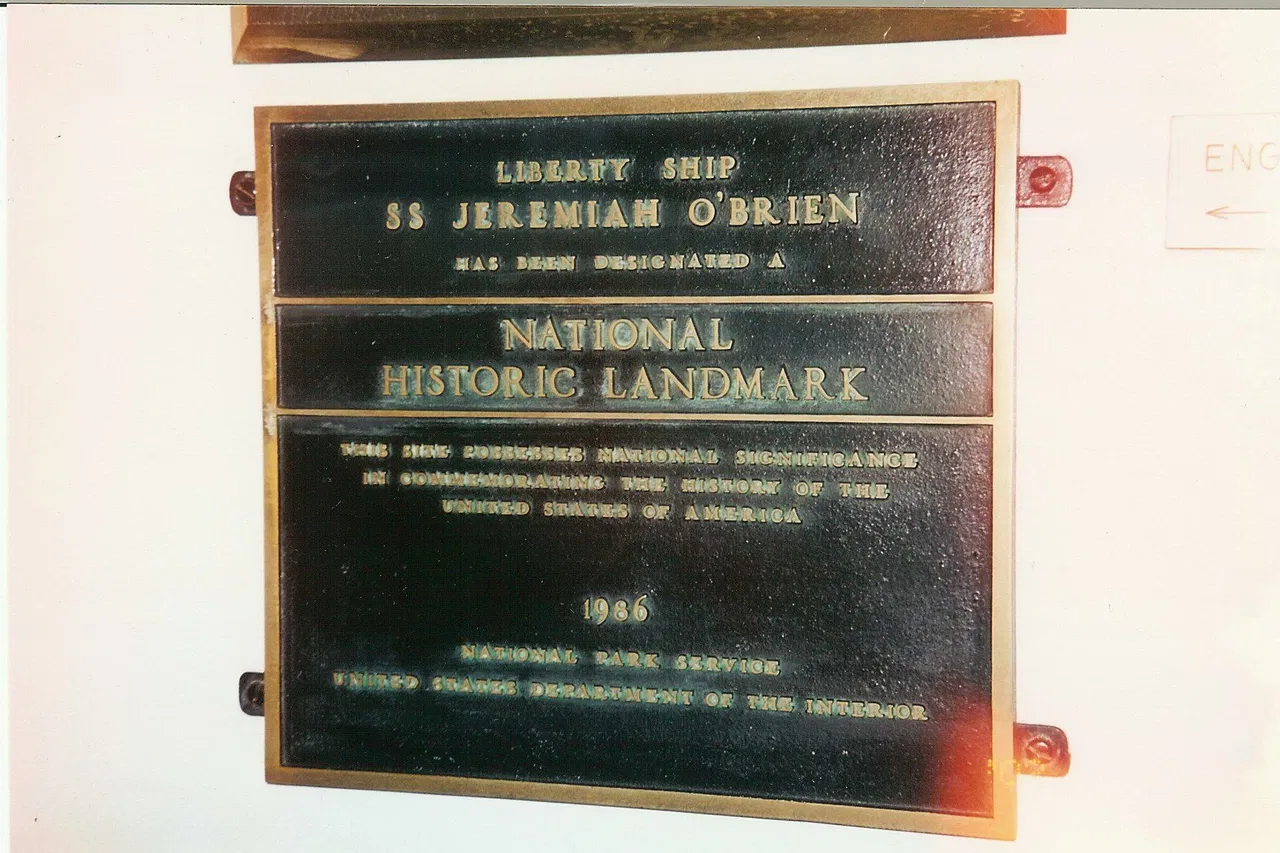 LIBERTY SHIP
SS JEREMIAH O'BRIEN
HAS BEEN DESIGNATED A
NATIONAL
HISTORIC LANDMARK
THIS SITE POSSESSES NATIONAL SIGNIFICANCE
IN COMMEMORATING THE HISTORY OF THE
UNITED STATES OF AMERICA
1986
NATIONAL PARK SERVICE
UNITED STATES DEPARTMENT OF THE INTERIOR
ENG
←